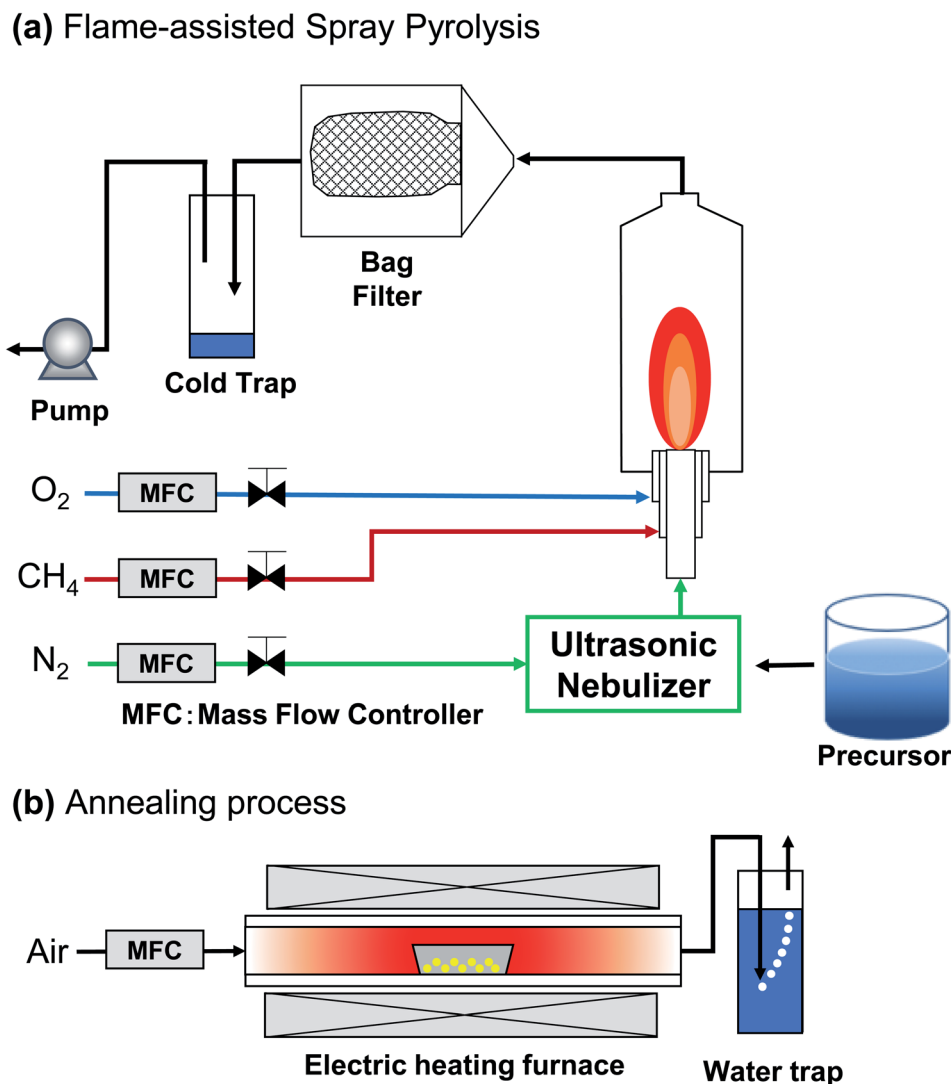 (a) Flame-assisted Spray Pyrolysis
Bag
Filter
Cold Trap
Pump
O₂
MFC
CH₄
MFC
N₂
MFC
Ultrasonic
Nebulizer
MFC：Mass Flow Controller
Precursor
(b) Annealing process
Air
MFC
Electric heating furnace
Water trap